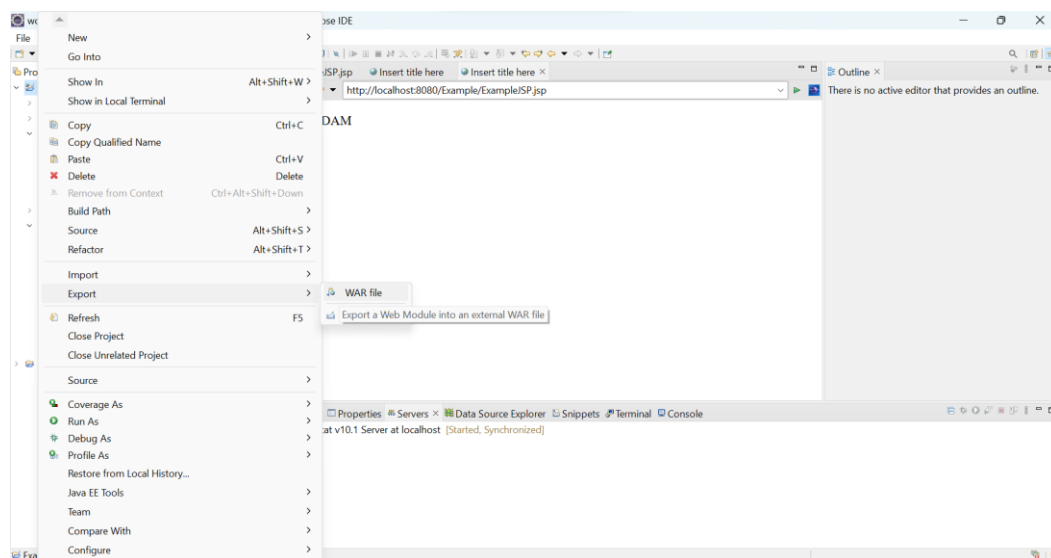 wo
ose IDE
File
Pro
New
Go Into
Show In Alt+Shift+W
Show in Local Terminal
Copy Ctrl+C
Copy Qualified Name
Paste Ctrl+V
Delete Delete
Remove from Context Ctrl+Alt+Shift+Down
Build Path
Source Alt+Shift+S
Refactor Alt+Shift+T
Import
Export
Refresh F5
Close Project
Close Unrelated Project
Source
Coverage As
Run As
Debug As
Profile As
Restore from Local History...
Java EE Tools
Team
Compare With
Configure
WAR file
Export a Web Module into an external WAR file
JSP.jsp Insert title here Insert title here
http://localhost:8080/Example/ExampleJSP.jsp
DAM
Outline
There is no active editor that provides an outline.
Properties Servers Data Source Explorer Snippets Terminal Console
cat v10.1 Server at localhost [Started, Synchronized]
Exa